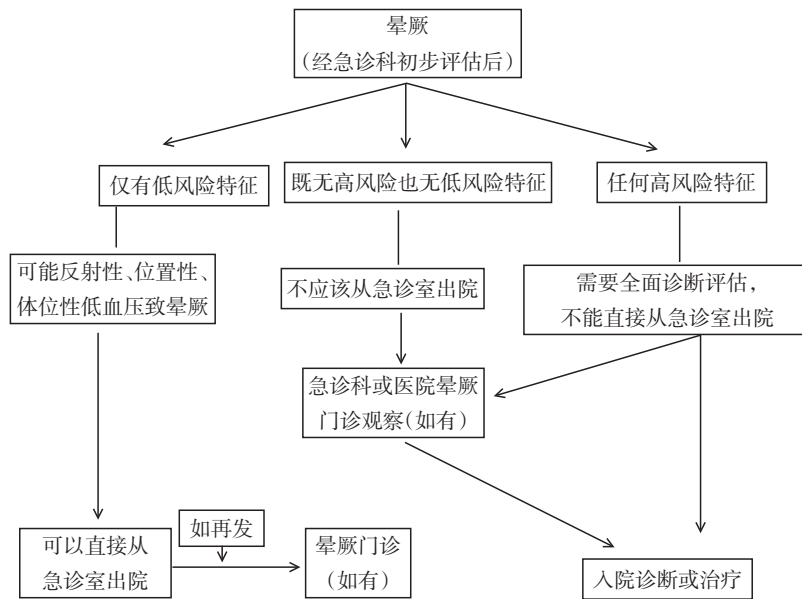 晕厥
(经急诊科初步评估后)
仅有低风险特征
既无高风险也无低风险特征
任何高风险特征
可能反射性、位置性、
体位性低血压致晕厥
不应该从急诊室出院
需要全面诊断评估，
不能直接从急诊室出院
急诊科或医院晕厥
门诊观察(如有)
可以直接从
急诊室出院
如再发
晕厥门诊
(如有)
入院诊断或治疗